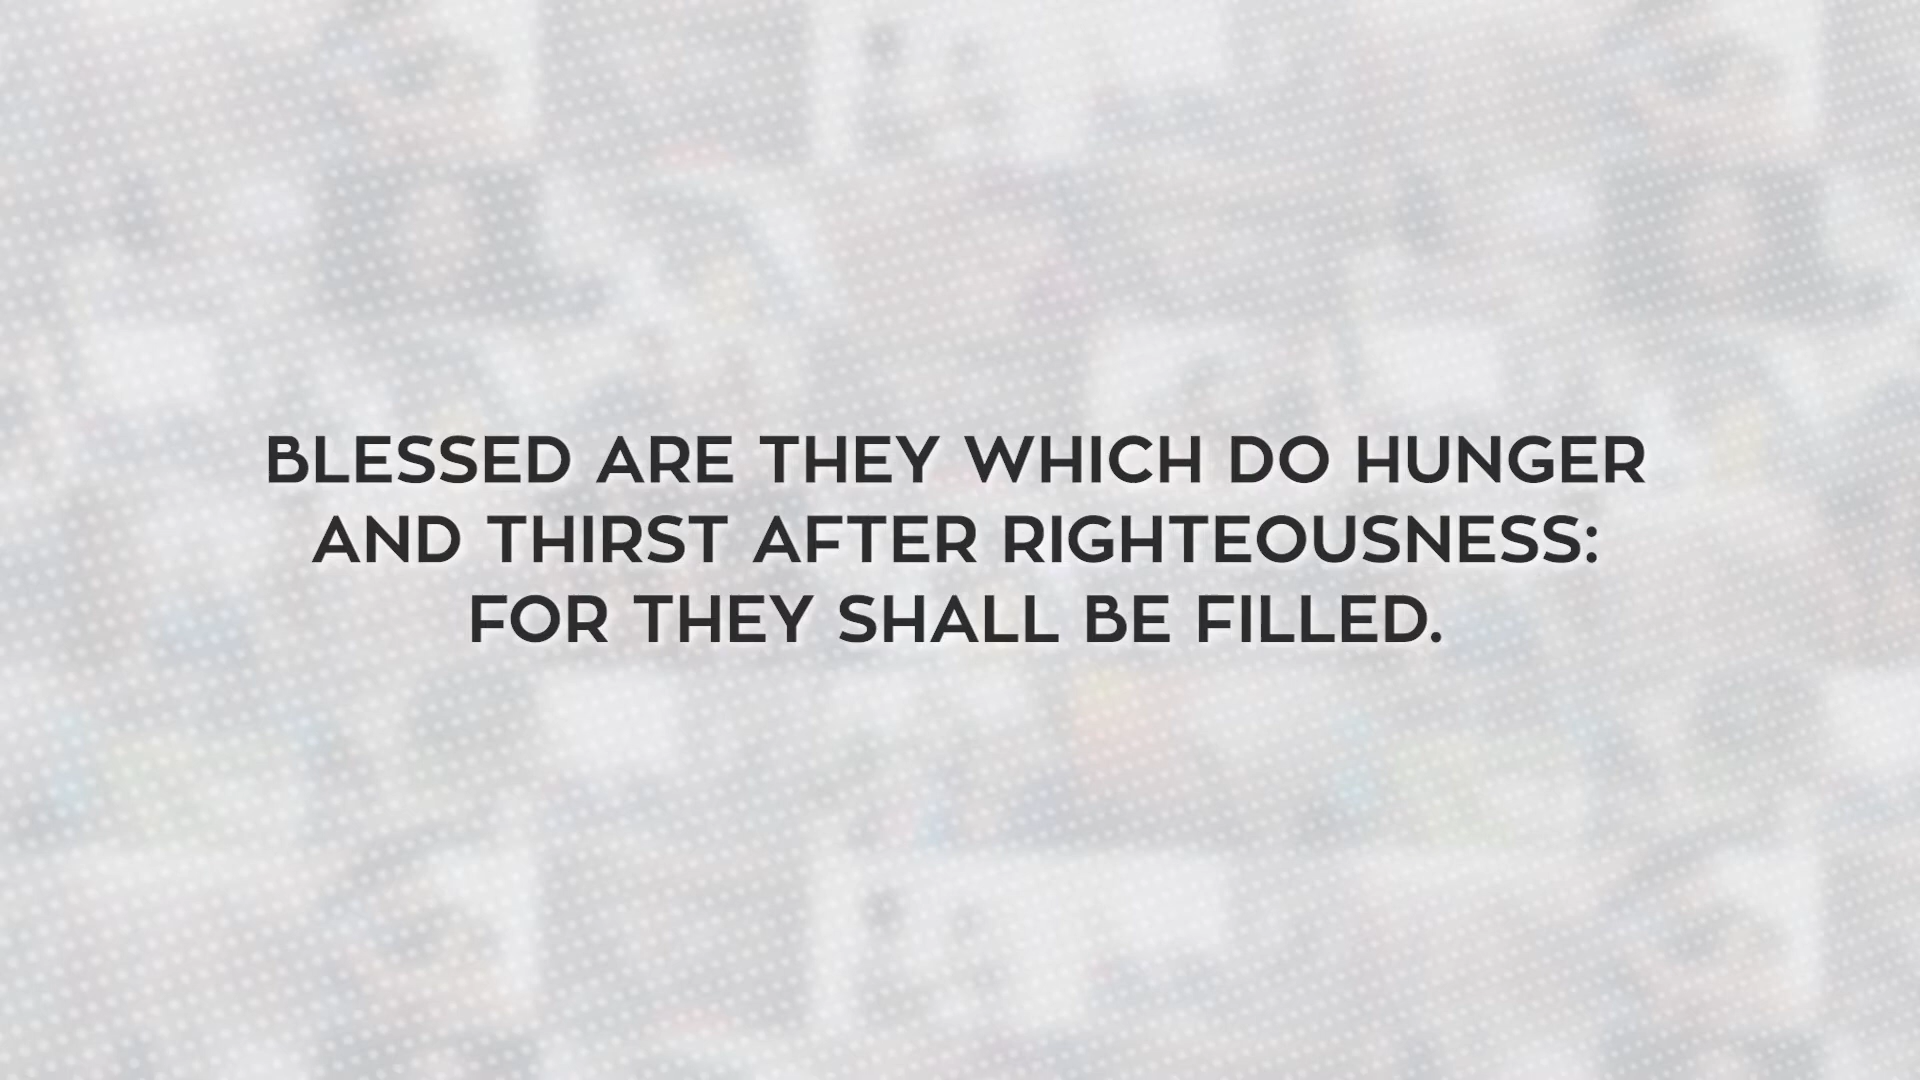 BLESSED ARE THEY WHICH DO HUNGER
AND THIRST AFTER RIGHTEOUSNESS:
FOR THEY SHALL BE FILLED.